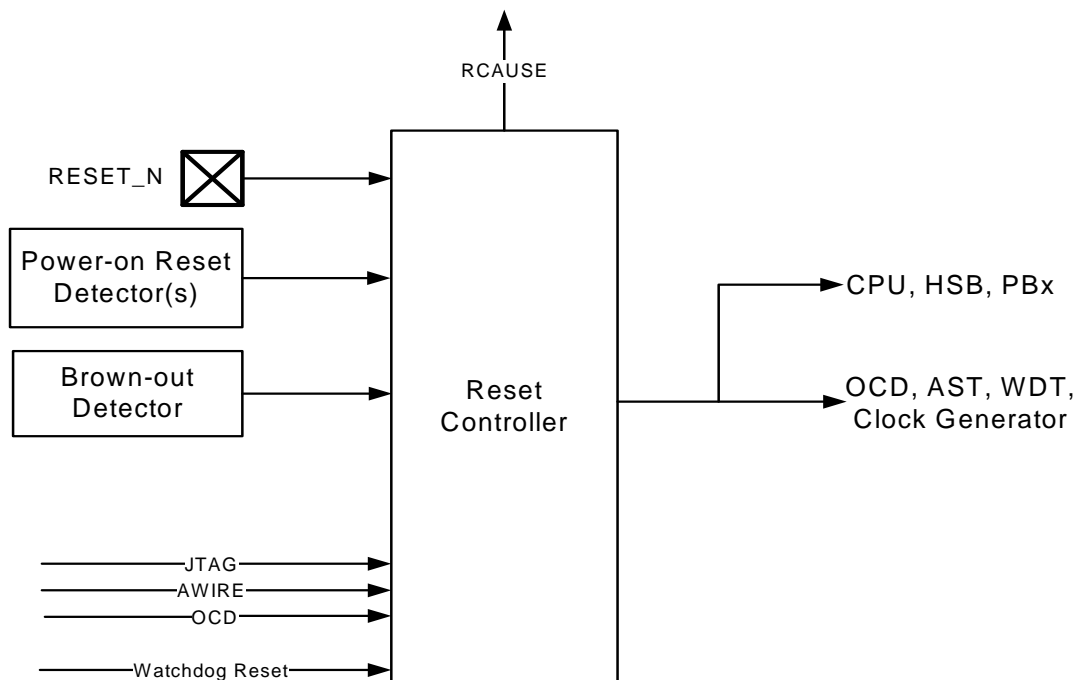 RCAUSE
RESET_N
Power-on Reset
Detector(s)
Brown-out
Detector
Reset
Controller
CPU, HSB, PBx
OCD, AST, WDT,
Clock Generator
JTAG
AWIRE
OCD
Watchdog Reset